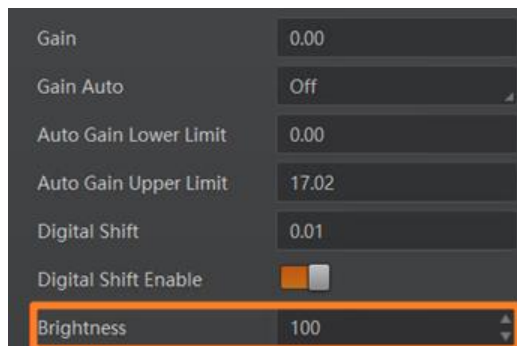 Gain 0.00
Gain Auto Off
Auto Gain Lower Limit 0.00
Auto Gain Upper Limit 17.02
Digital Shift 0.01
Digital Shift Enable
Brightness 100